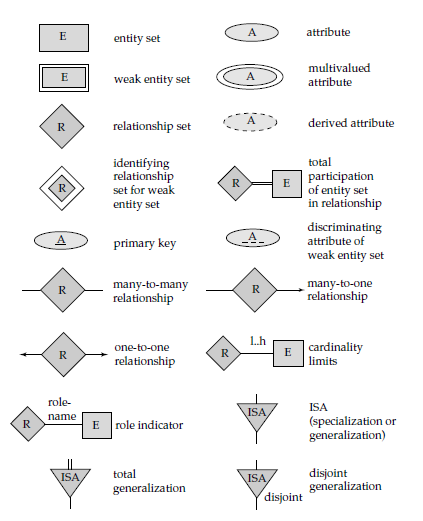 E
entity set
A
attribute
E
weak entity set
A
multivalued
attribute
R
relationship set
A
derived attribute
R
identifying
relationship
set for weak
entity set
R
E
total
participation
of entity set
in relationship
A
primary key
A
discriminating
attribute of
weak entity set
R
many-to-many
relationship
R
many-to-one
relationship
R
one-to-one
relationship
R
l..h
E
cardinality
limits
R
role-
name
E
role indicator
ISA
ISA
(specialization or
generalization)
ISA
total
generalization
ISA
disjoint
disjoint
generalization